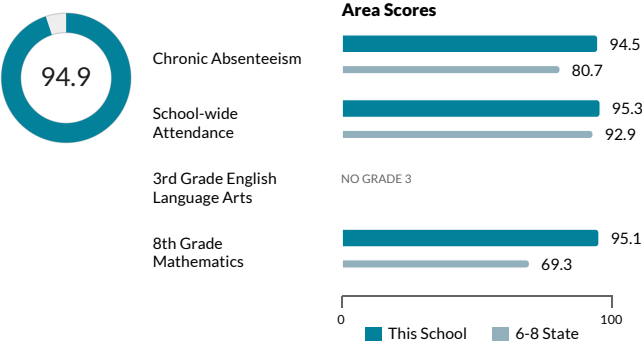 Area Scores
94.9
Chronic Absenteeism
94.5
80.7
School-wide
Attendance
95.3
92.9
3rd Grade English
Language Arts
NO GRADE 3
8th Grade
Mathematics
95.1
69.3
0
100
This School
6-8 State